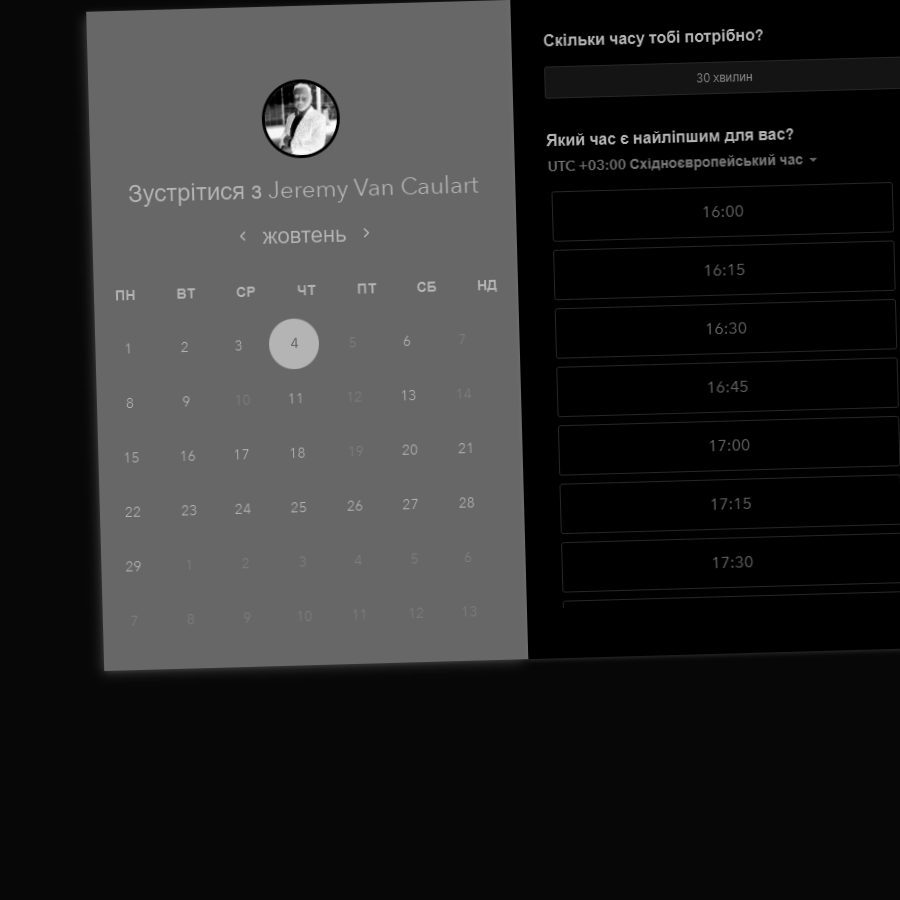 Зустрітися з Jeremy Van Caulart
жовтень
ПН ВТ СР ЧТ ПТ СБ НД
1 2 3 4 5 6 7
8 9 10 11 12 13 14
15 16 17 18 19 20 21
22 23 24 25 26 27 28
29 1 2 3 4 5 6
7 8 9 10 11 12 13
Скільки часу тобі потрібно?
30 хвилин
Який час є найліпшим для вас?
UTC +03:00 Східноєвропейський час
16:00
16:15
16:30
16:45
17:00
17:15
17:30